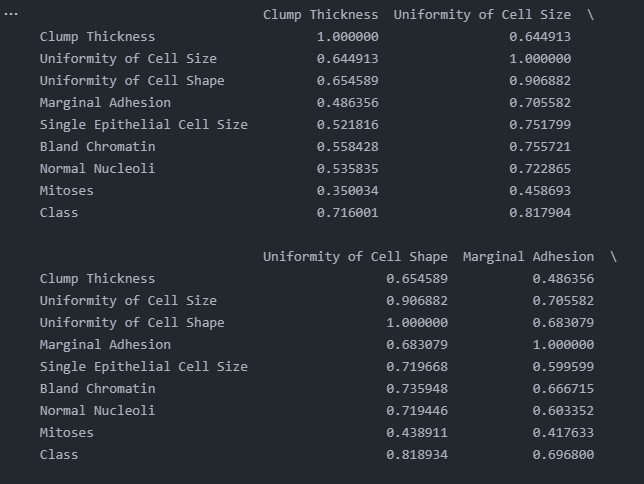 ...                                Clump Thickness  Uniformity of Cell Size  \
Clump Thickness                     1.000000                 0.644913
Uniformity of Cell Size             0.644913                 1.000000
Uniformity of Cell Shape            0.654589                 0.906882
Marginal Adhesion                   0.486356                 0.705582
Single Epithelial Cell Size         0.521816                 0.751799
Bland Chromatin                     0.558428                 0.755721
Normal Nucleoli                     0.535835                 0.722865
Mitoses                             0.350034                 0.458693
Class                               0.716001                 0.817904
                             Uniformity of Cell Shape  Marginal Adhesion  \
Clump Thickness                              0.654589           0.486356
Uniformity of Cell Size                      0.906882           0.705582
Uniformity of Cell Shape                     1.000000           0.683079
Marginal Adhesion                            0.683079           1.000000
Single Epithelial Cell Size                  0.719668           0.599599
Bland Chromatin                              0.735948           0.666715
Normal Nucleoli                              0.719446           0.603352
Mitoses                                      0.438911           0.417633
Class                                        0.818934           0.696800